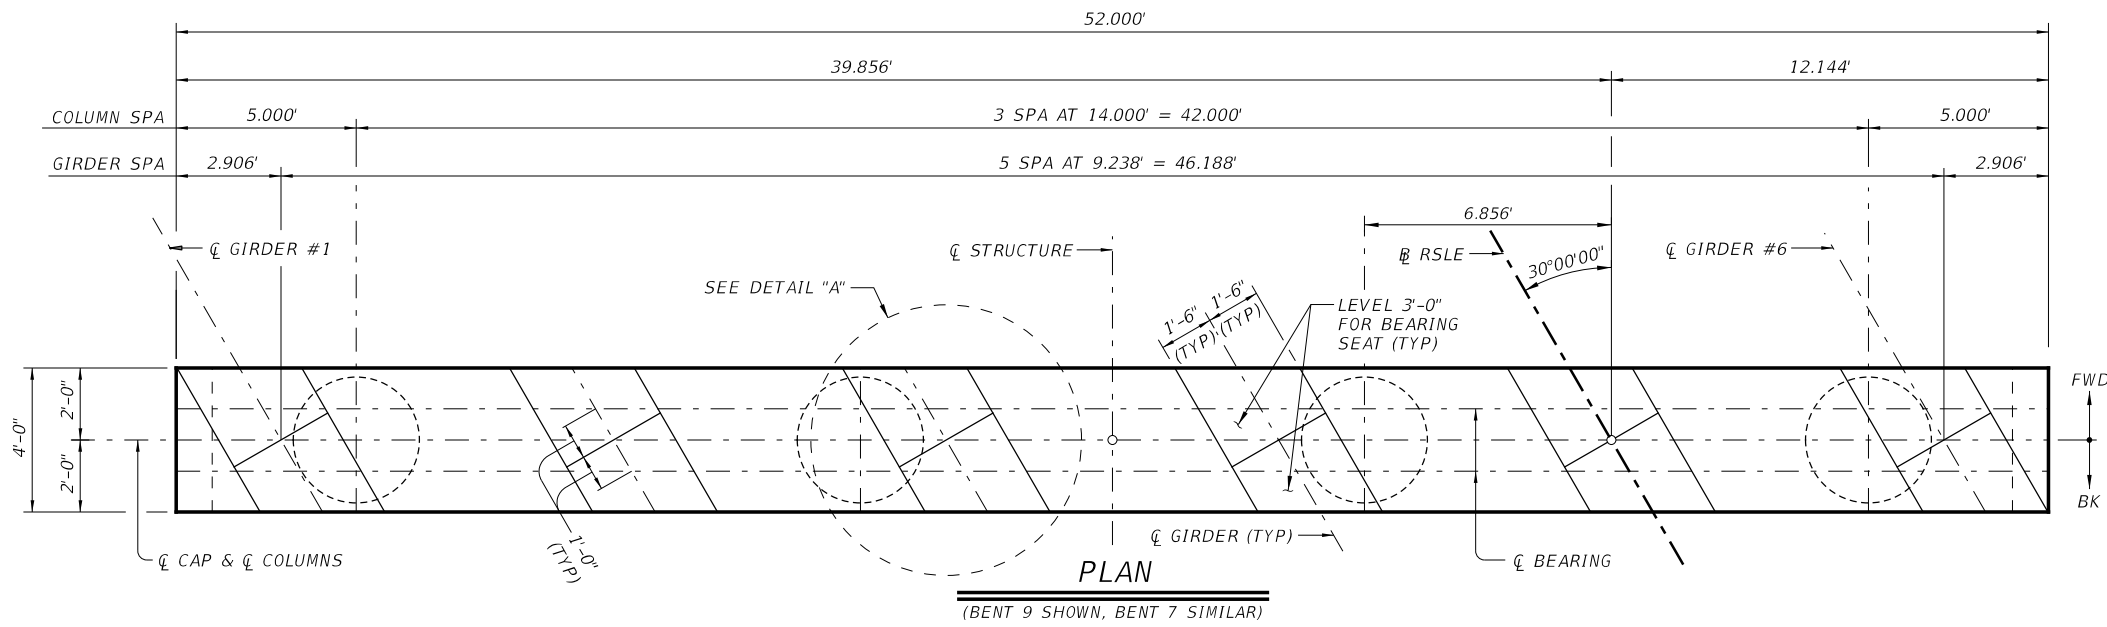 52.000'
39.856'
12.144'
COLUMN SPA
5.000'
3 SPA AT 14.000' = 42.000'
5.000'
GIRDER SPA
2.906'
5 SPA AT 9.238' = 46.188'
2.906'
6.856'
℄ GIRDER #1
℄ STRUCTURE
RSLE
30°00'00"
℄ GIRDER #6
SEE DETAIL "A"
1'-6"
(TYP)
1'-6"
(TYP)
LEVEL 3'-0"
FOR BEARING
SEAT (TYP)
4'-0"
2'-0"
2'-0"
FWD
BK
1'-0"
(TYP)
℄ CAP & ℄ COLUMNS
℄ GIRDER (TYP)
℄ BEARING
PLAN
(BENT 9 SHOWN, BENT 7 SIMILAR)